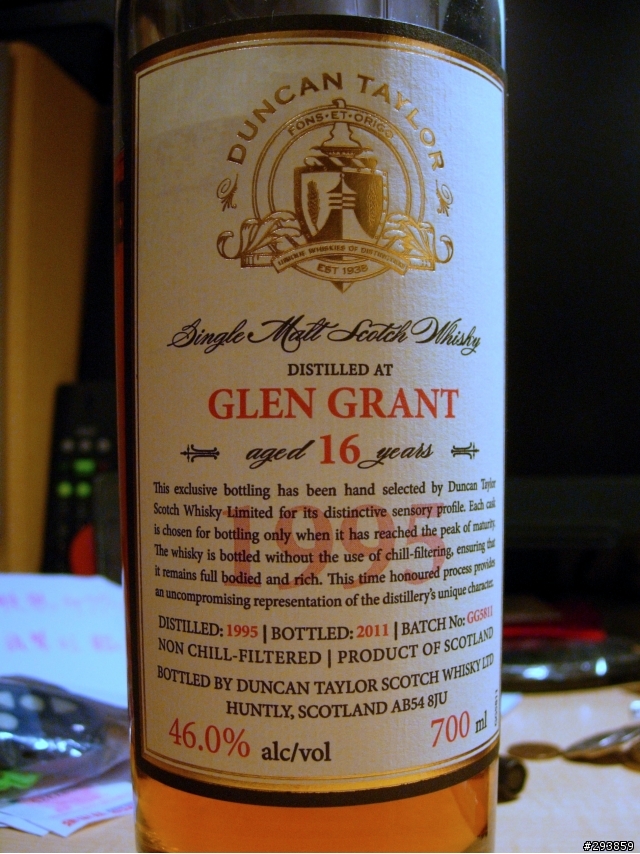 DUNCAN TAYLOR
FONS·ET·ORIGO
EST 1938
Single Malt Scotch Whisky
DISTILLED AT
GLEN GRANT
aged 16 years
1995
This exclusive bottling has been hand selected by Duncan Taylor
Scotch Whisky Limited for its distinctive sensory profile. Each cask
is chosen for bottling only when it has reached the peak of maturity.
The whisky is bottled without the use of chill-filtering, ensuring that
it remains full bodied and rich. This time honoured process provides
an uncompromising representation of the distillery's unique character.
DISTILLED: 1995 | BOTTLED: 2011 | BATCH No: GG5811
NON CHILL-FILTERED | PRODUCT OF SCOTLAND
BOTTLED BY DUNCAN TAYLOR SCOTCH WHISKY LTD
HUNTLY, SCOTLAND AB54 8JU
46.0% alc/vol 700 ml
#293859